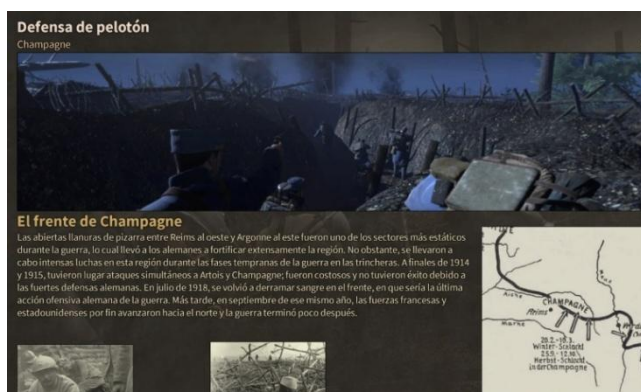 Defensa de pelotón
Champagne
El frente de Champagne
Las abiertas llanuras de pizarra entre Reims al oeste y Argonne al este fueron uno de los sectores más estáticos
durante la guerra, lo cual llevó a los alemanes a fortificar extensamente la región. No obstante, se llevaron a
cabo intensas luchas en esta región durante las fases tempranas de la guerra en las trincheras. A finales de 1914
y 1915, tuvieron lugar ataques simultáneos a Artois y Champagne; fueron costosos y no tuvieron éxito debido a
las fuertes defensas alemanas. En julio de 1918, se volvió a derramar sangre en el frente, en que sería la última
acción ofensiva alemana de la guerra. Más tarde, en septiembre de ese mismo año, las fuerzas francesas y
estadounidenses por fin avanzaron hacia el norte y la guerra terminó poco después.
Aisne
CHAMPAGNE
Reims
Marne
Winter-Schlacht
Herbst-Schlacht
in der Champagne